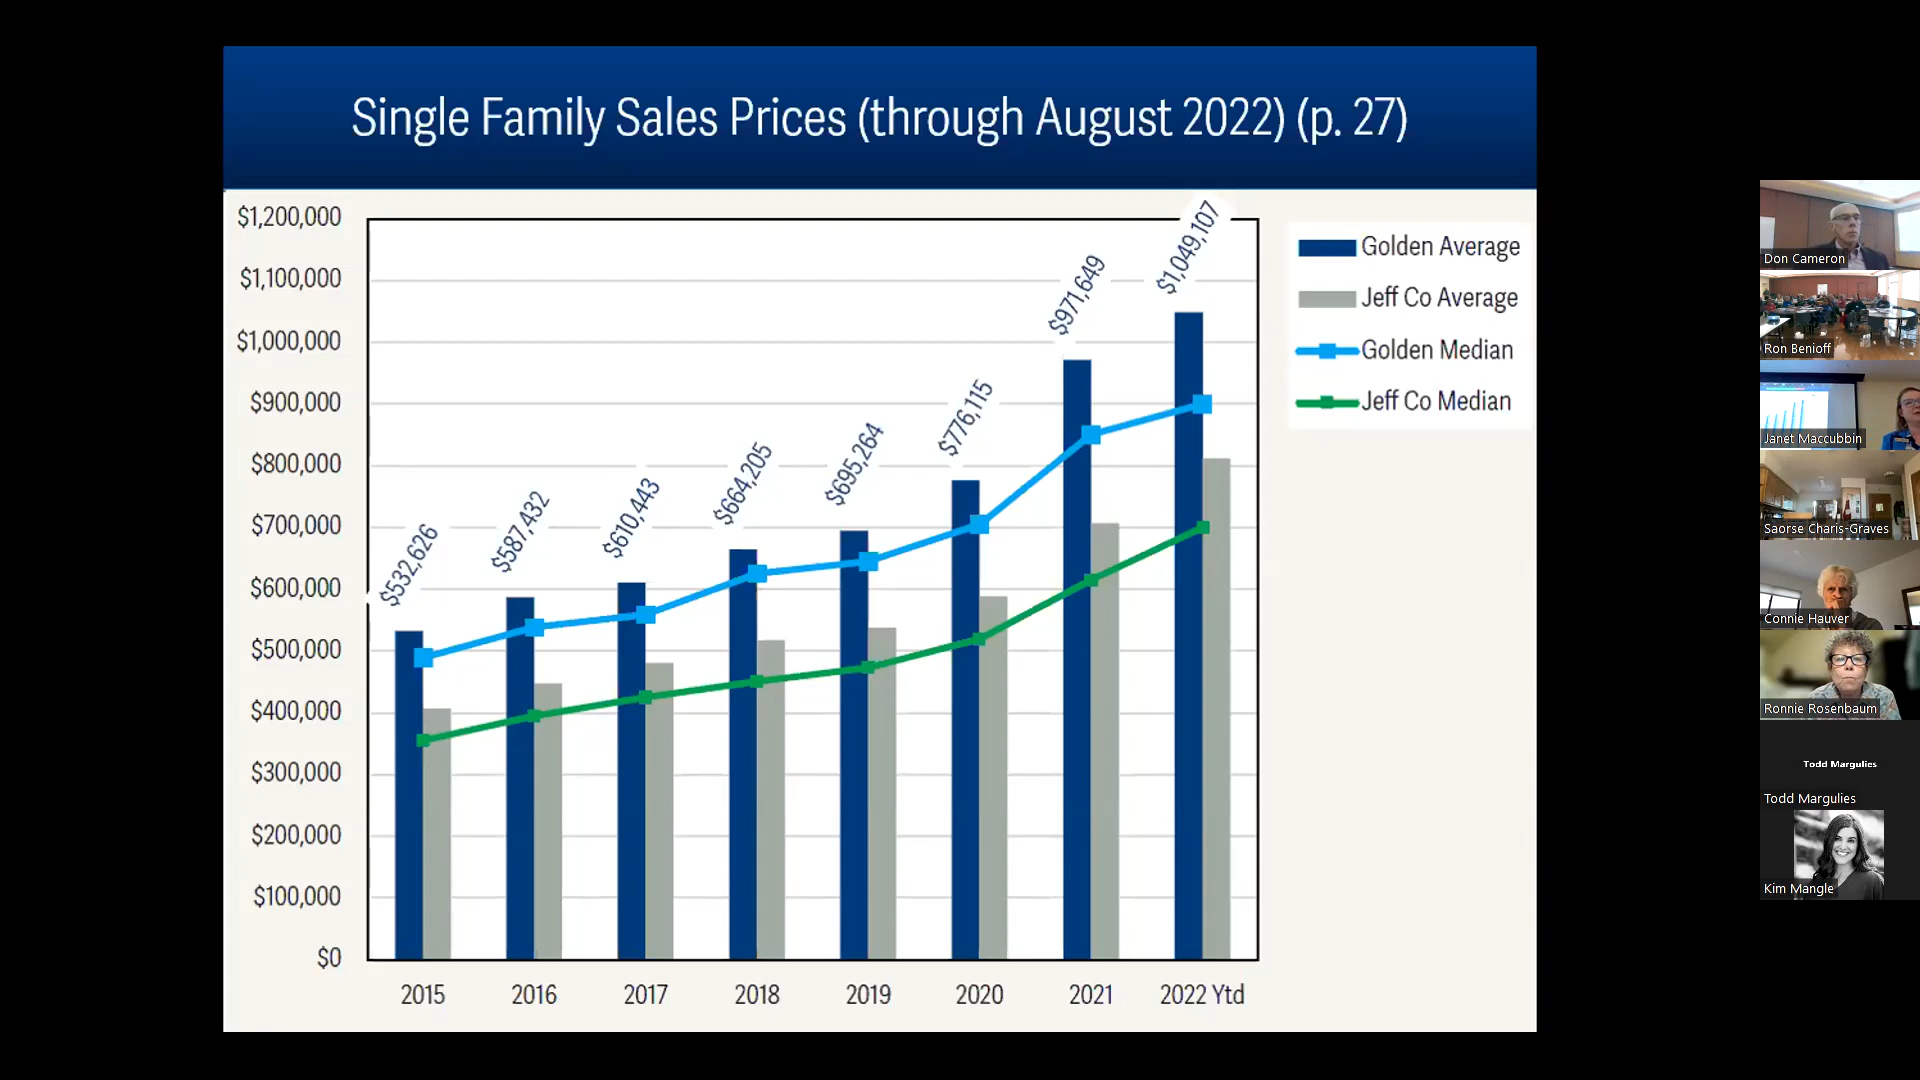 Single Family Sales Prices (through August 2022) (p. 27)
$1,200,000
$1,100,000
$1,000,000
$900,000
$800,000
$700,000
$600,000
$500,000
$400,000
$300,000
$200,000
$100,000
$0
$532,626
$587,432
$610,443
$664,205
$695,264
$776,115
$971,649
$1,049,107
2015
2016
2017
2018
2019
2020
2021
2022 Ytd
Golden Average
Jeff Co Average
Golden Median
Jeff Co Median
Don Cameron
Ron Benioff
Janet Maccubbin
Saorse Charis-Graves
Connie Hauver
Ronnie Rosenbaum
Todd Margulies
Todd Margulies
Kim Mangle